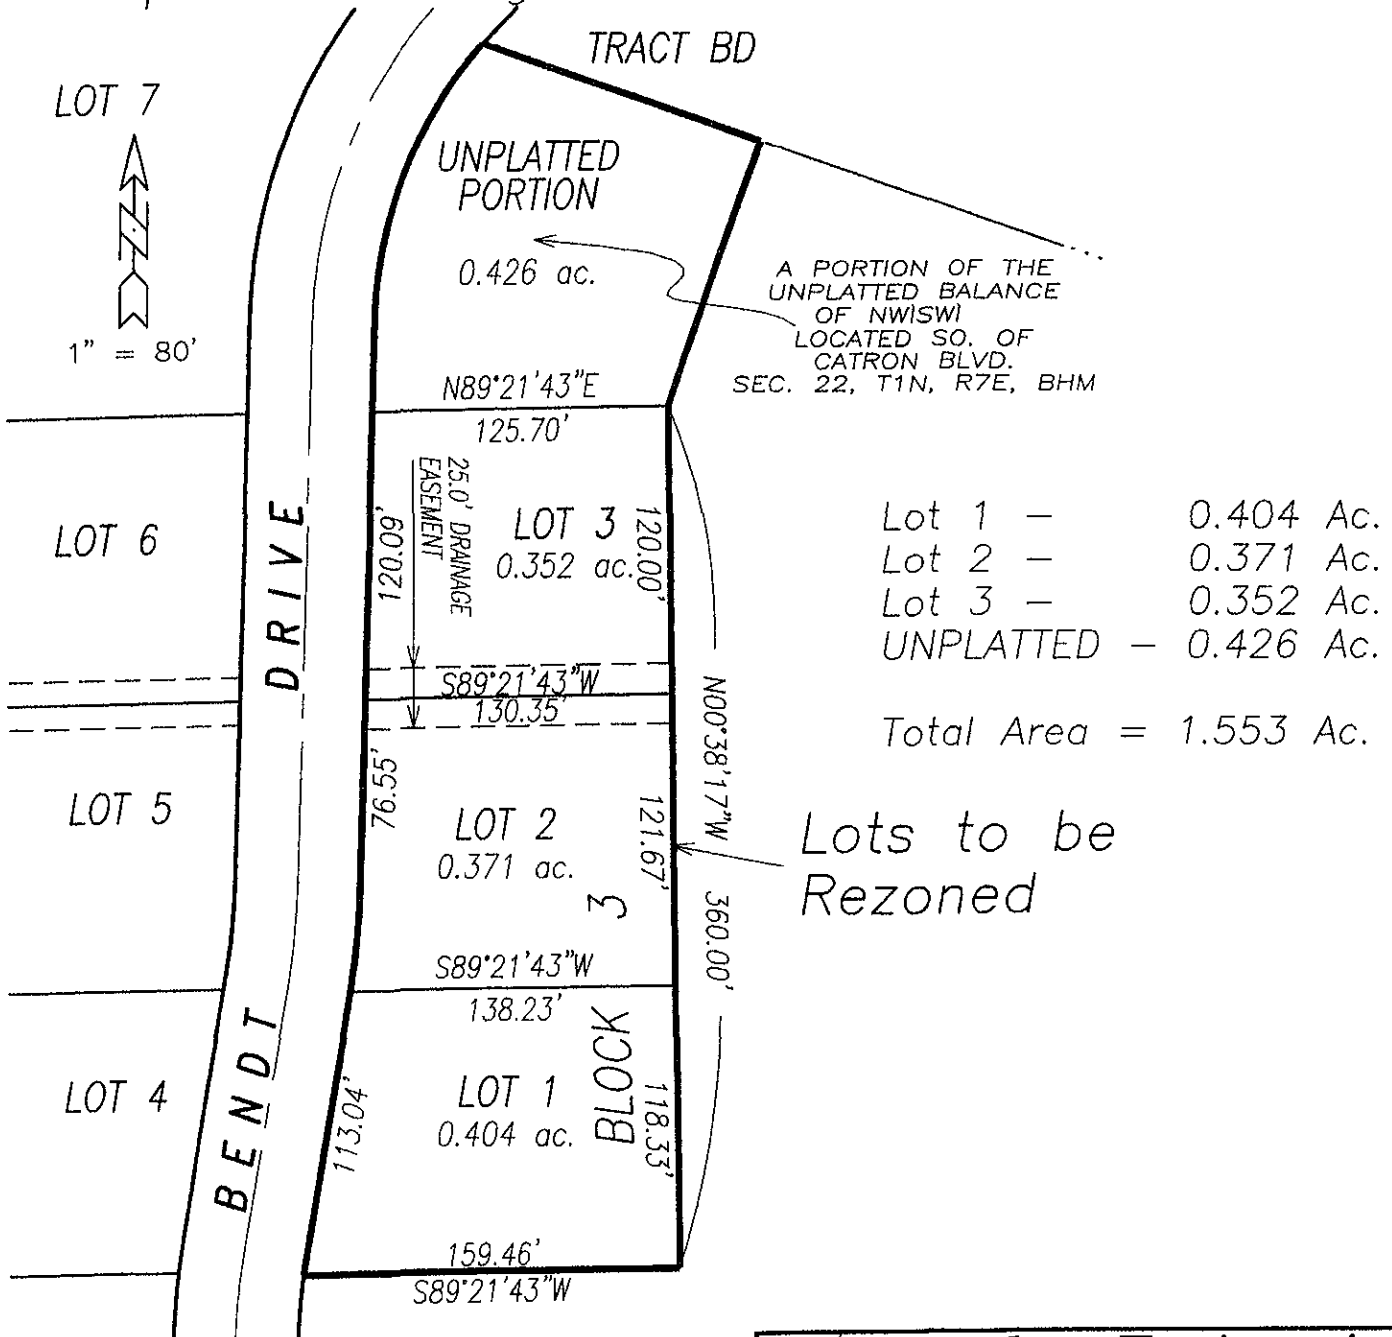 TRACT BD
LOT 7
UNPLATTED
PORTION
0.426 ac.
A PORTION OF THE
UNPLATTED BALANCE
OF NW¼SW¼
LOCATED SO. OF
CATRON BLVD.
SEC. 22, T1N, R7E, BHM
1" = 80'
N89°21'43"E
125.70'
25.0' DRAINAGE
EASEMENT
120.09'
LOT 3
0.352 ac.
120.00'
LOT 6
DRIVE
Lot 1 - 0.404 Ac.
Lot 2 - 0.371 Ac.
Lot 3 - 0.352 Ac.
UNPLATTED - 0.426 Ac.
Total Area = 1.553 Ac.
S89°21'43"W
130.35'
N00°38'17"W 360.00'
LOT 5
76.55'
LOT 2
0.371 ac.
121.67'
Lots to be
Rezoned
BLOCK 3
S89°21'43"W
138.23'
LOT 4
BENDT
113.04'
LOT 1
0.404 ac.
118.33'
159.46'
S89°21'43"W